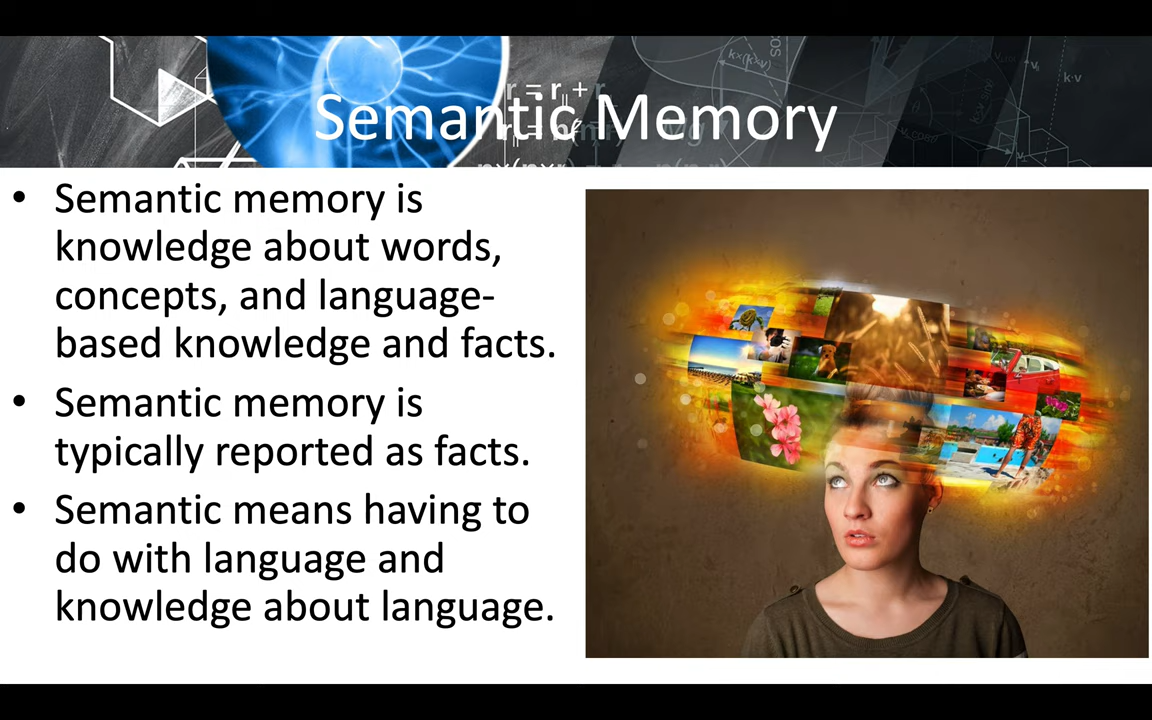 r = r || + r
Semantic Memory
• Semantic memory is
knowledge about words,
concepts, and language-
based knowledge and facts.
• Semantic memory is
typically reported as facts.
• Semantic means having to
do with language and
knowledge about language.